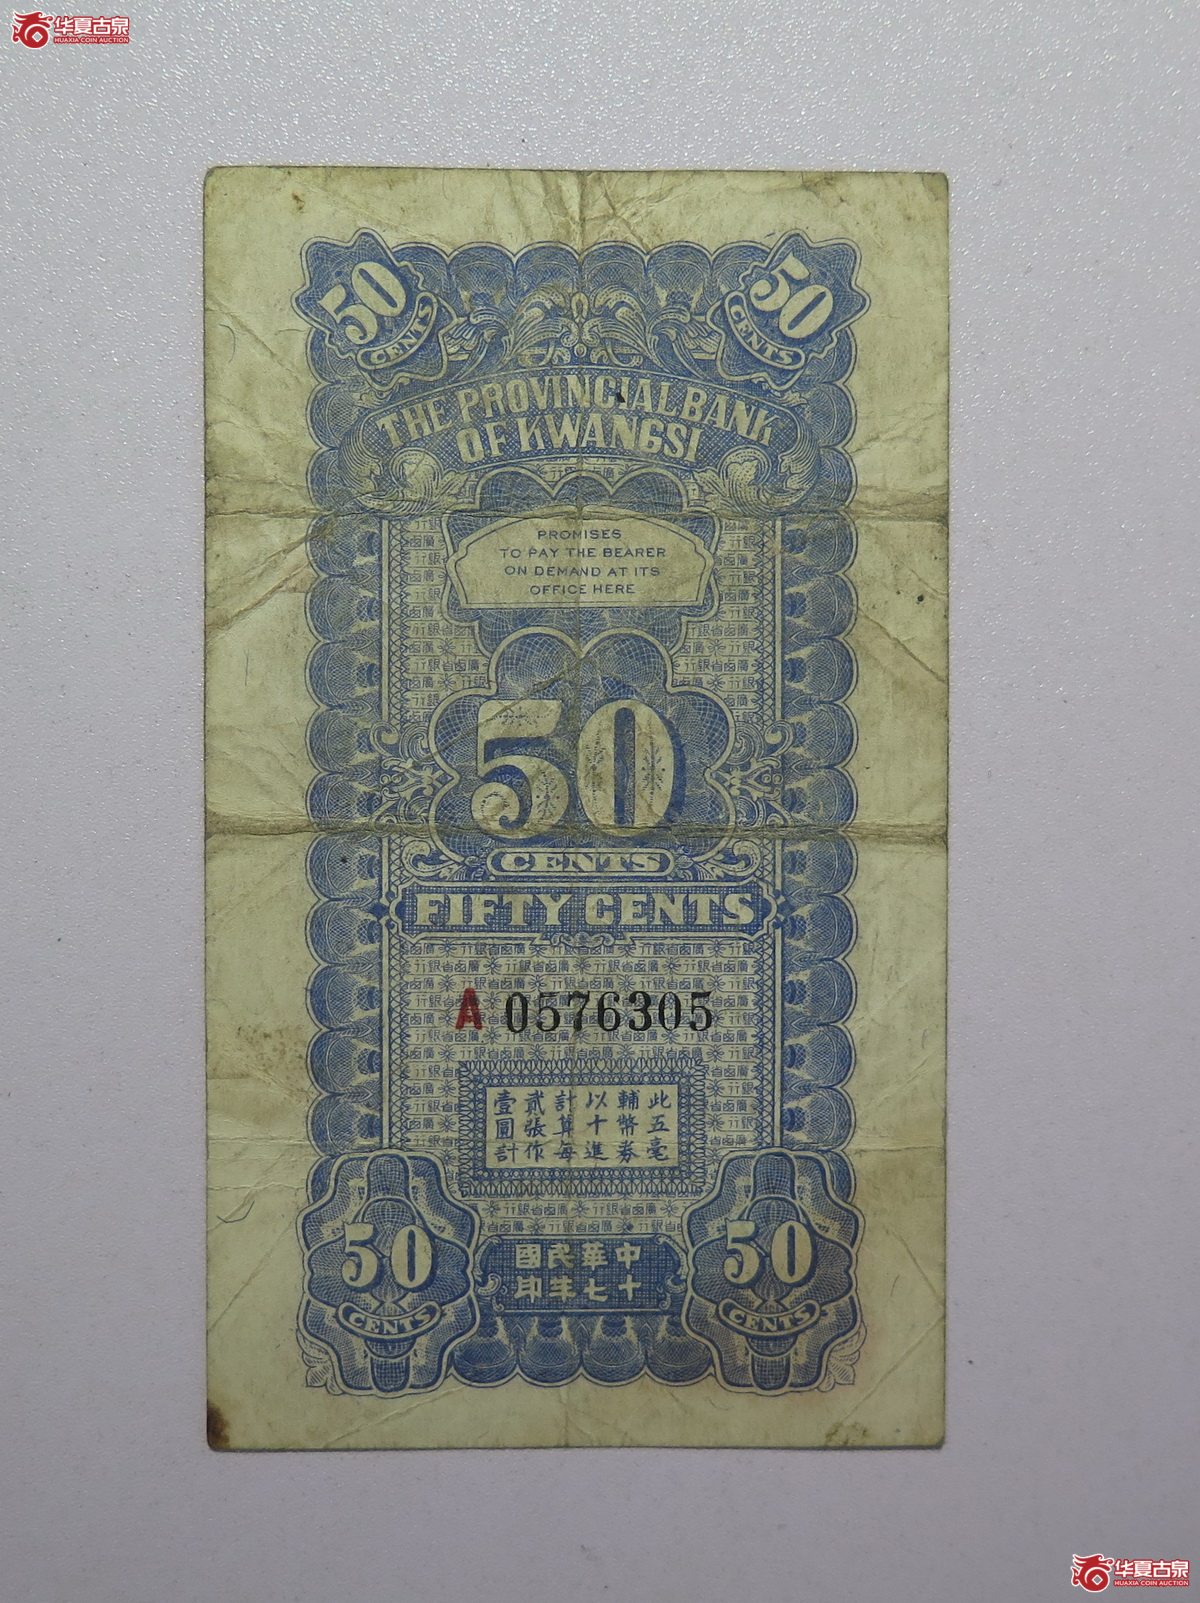 华夏古泉
HUAXIA COIN AUCTION
50
CENTS
50
CENTS
THE PROVINCIAL BANK
OF KWANGSI
PROMISES
TO PAY THE BEARER
ON DEMAND AT ITS
OFFICE HERE
50
CENTS
FIFTY CENTS
A 0576305
此五毫
輔幣券
以十進
計算每
貳張作
壹圓計
50
CENTS
中華民國
十七年印
50
CENTS
华夏古泉
HUAXIA COIN AUCTION